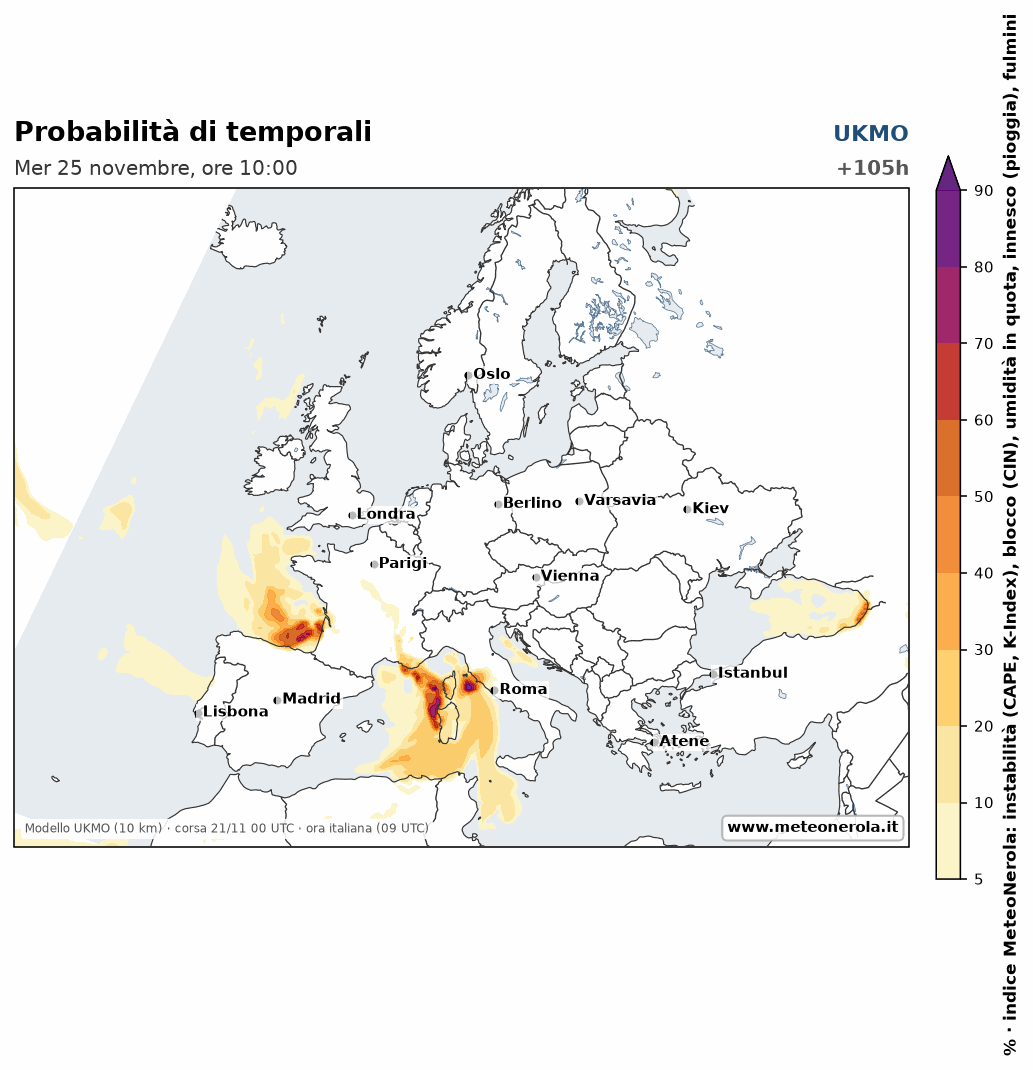 Probabilità di temporali
UKMO
Mer 25 novembre, ore 10:00
+105h
Oslo
Londra
Berlino
Varsavia
Kiev
Parigi
Vienna
Istanbul
Roma
Madrid
Lisbona
Atene
Modello UKMO (10 km) · corsa 21/11 00 UTC · ora italiana (09 UTC)
www.meteonerola.it
90
80
70
60
50
40
30
20
10
5
% · indice MeteoNerola: instabilità (CAPE, K-Index), blocco (CIN), umidità in quota, innesco (pioggia), fulmini